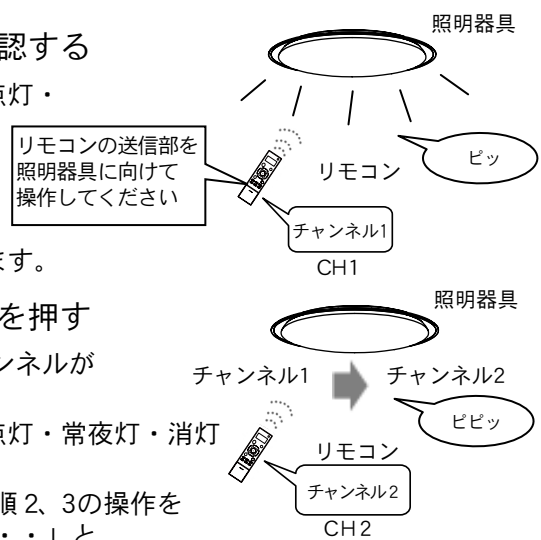 認する
点灯・
ます。
を押す
ンネルが
点灯・常夜灯・消灯
順 2、3の操作を
・・」と
照明器具
リモコンの送信部を
照明器具に向けて
操作してください
リモコン
ピッ
チャンネル1
CH1
照明器具
チャンネル1
チャンネル2
ピピッ
リモコン
チャンネル2
CH2